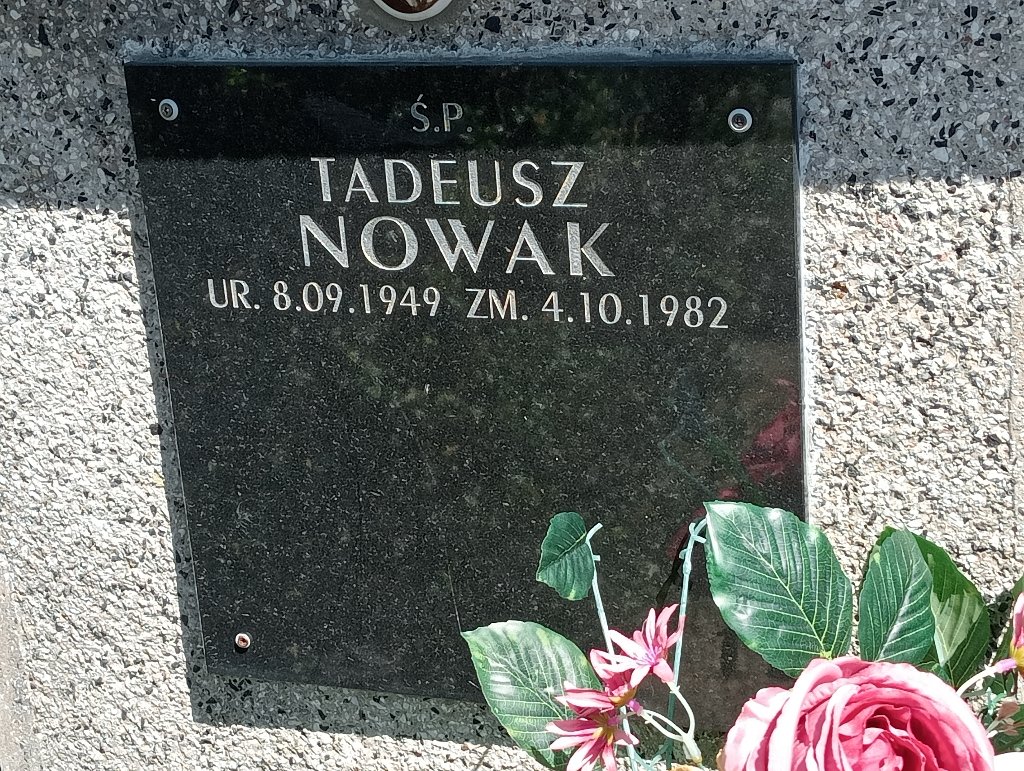 Ś.P.
TADEUSZ
NOWAK
UR. 8.09.1949 ZM. 4.10.1982